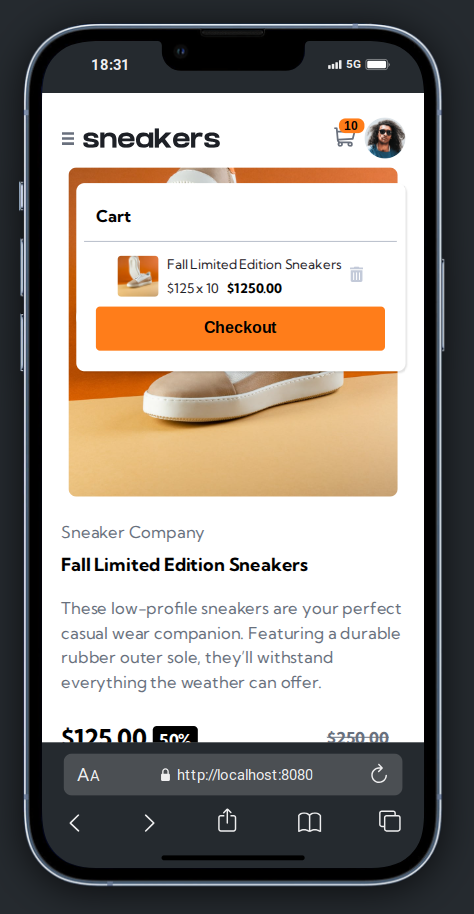 18:31
5G
sneakers
10
Cart
Fall Limited Edition Sneakers
$125 x 10 $1250.00
Checkout
Sneaker Company
Fall Limited Edition Sneakers
These low-profile sneakers are your perfect
casual wear companion. Featuring a durable
rubber outer sole, they'll withstand
everything the weather can offer.
$125.00 50% $250.00
AA http://localhost:8080